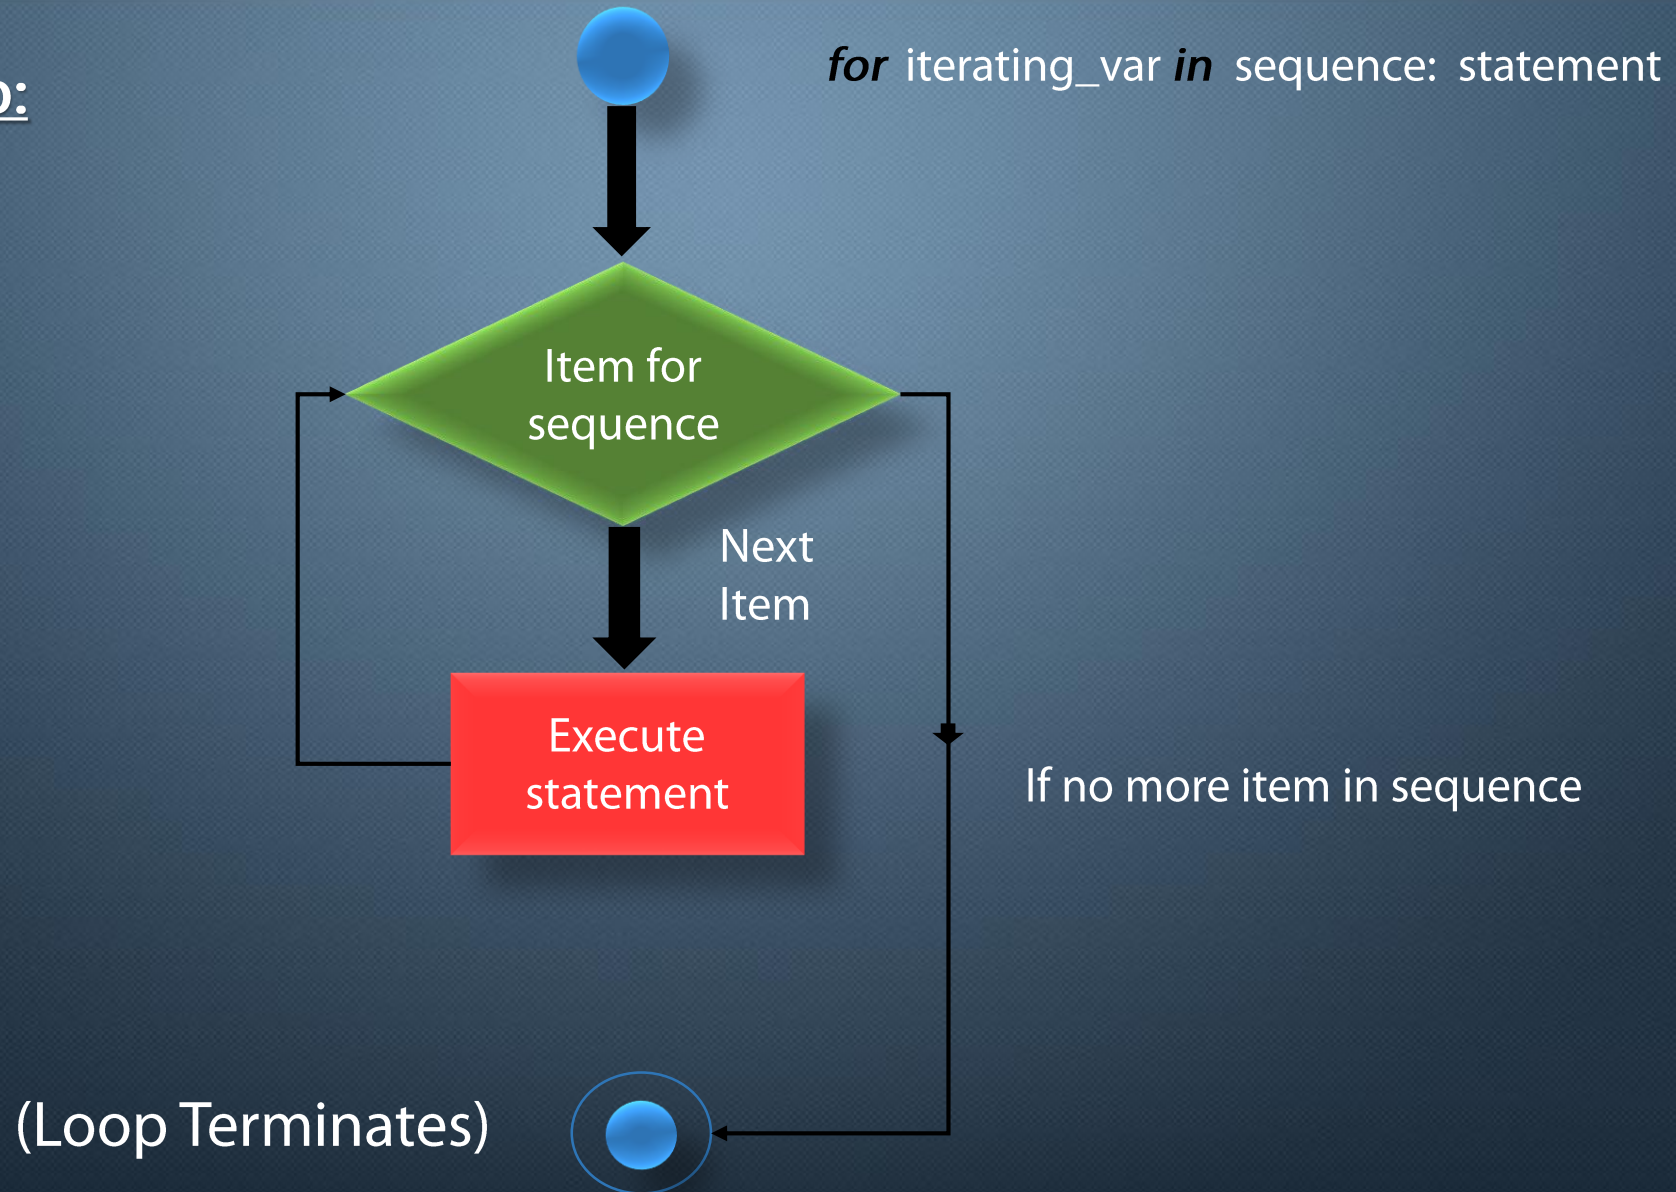 for iterating_var in sequence: statement
Item for
sequence
Next
Item
Execute
statement
If no more item in sequence
(Loop Terminates)